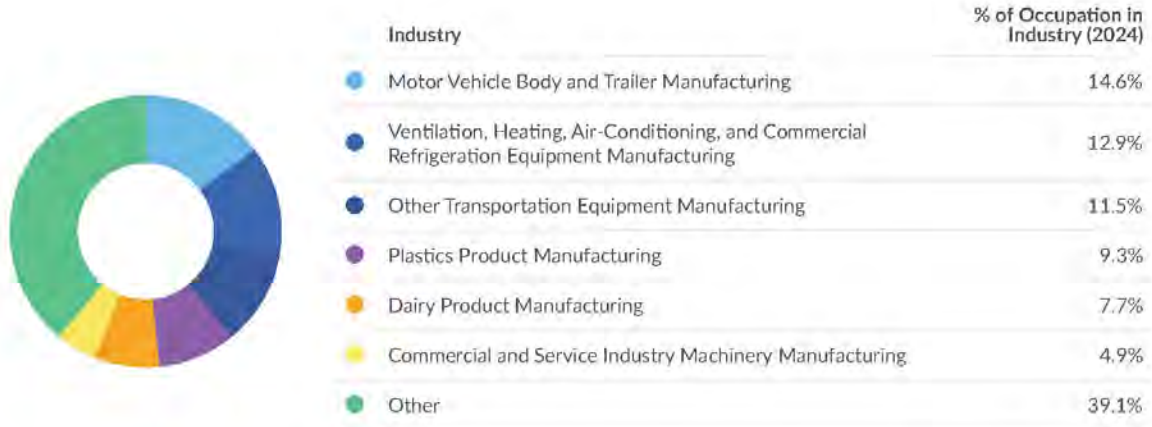 Industry
% of Occupation in
Industry (2024)
Motor Vehicle Body and Trailer Manufacturing 14.6%
Ventilation, Heating, Air-Conditioning, and Commercial
Refrigeration Equipment Manufacturing 12.9%
Other Transportation Equipment Manufacturing 11.5%
Plastics Product Manufacturing 9.3%
Dairy Product Manufacturing 7.7%
Commercial and Service Industry Machinery Manufacturing 4.9%
Other 39.1%